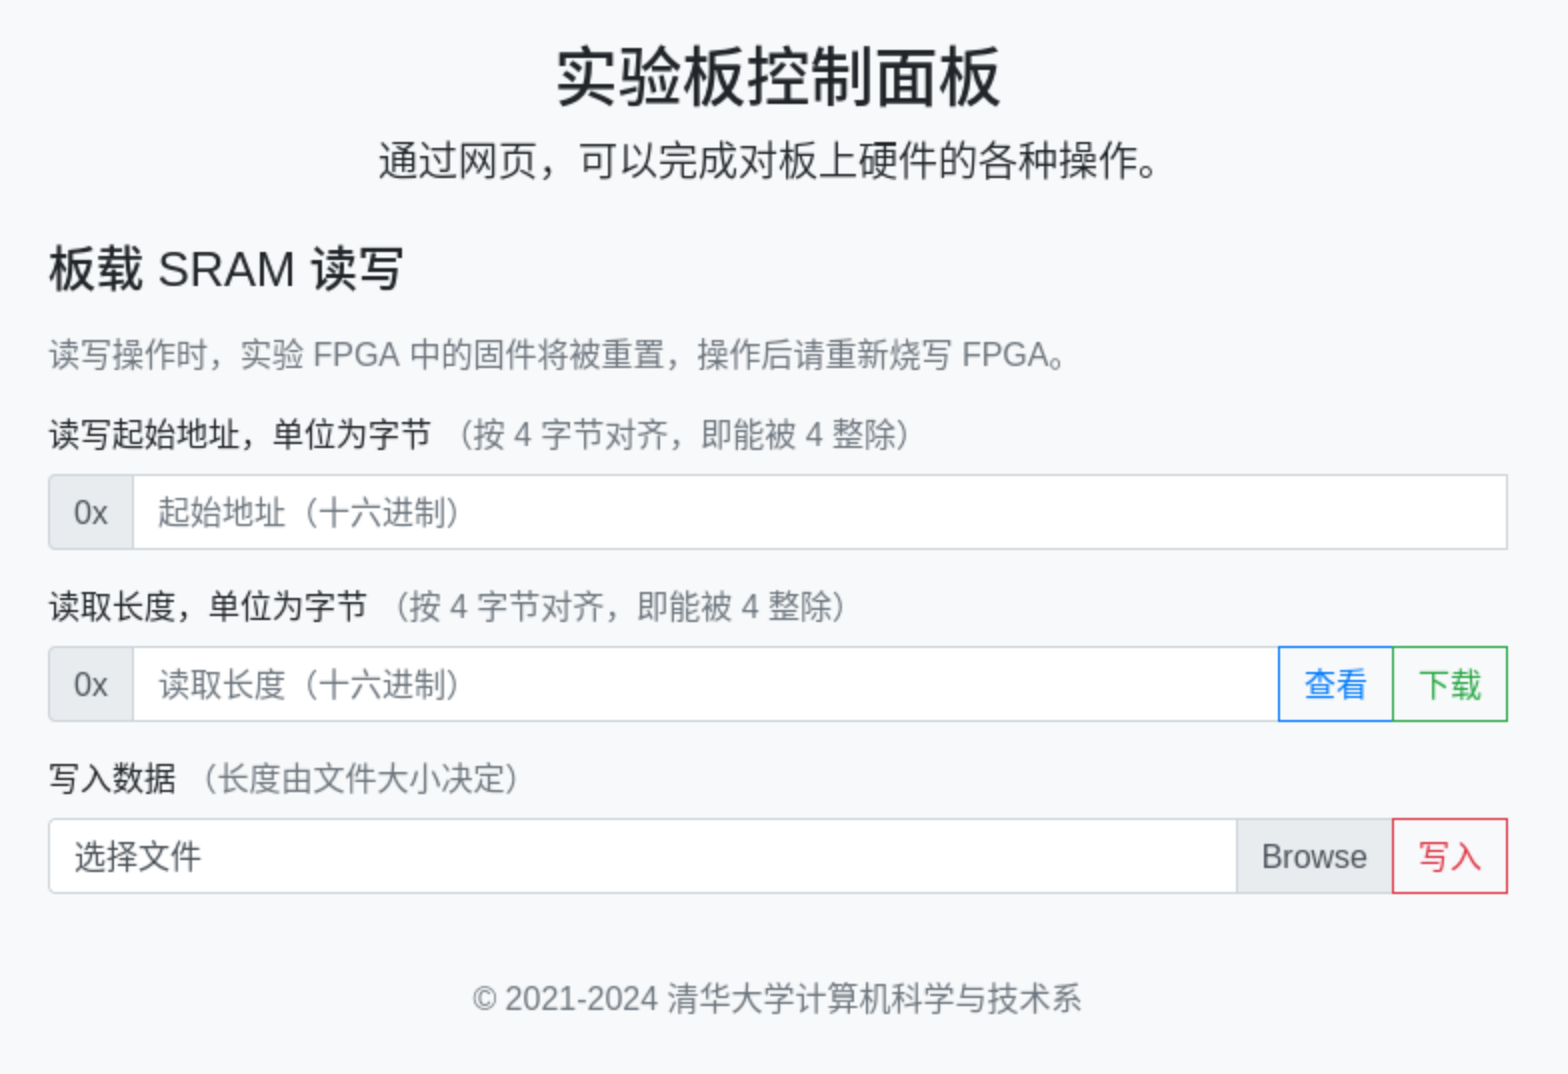 实验板控制面板
通过网页，可以完成对板上硬件的各种操作。
板载 SRAM 读写
读写操作时，实验 FPGA 中的固件将被重置，操作后请重新烧写 FPGA。
读写起始地址，单位为字节 （按 4 字节对齐，即能被 4 整除）
0x 起始地址（十六进制）
读取长度，单位为字节 （按 4 字节对齐，即能被 4 整除）
0x 读取长度（十六进制） 查看 下载
写入数据 （长度由文件大小决定）
选择文件 Browse 写入
© 2021-2024 清华大学计算机科学与技术系